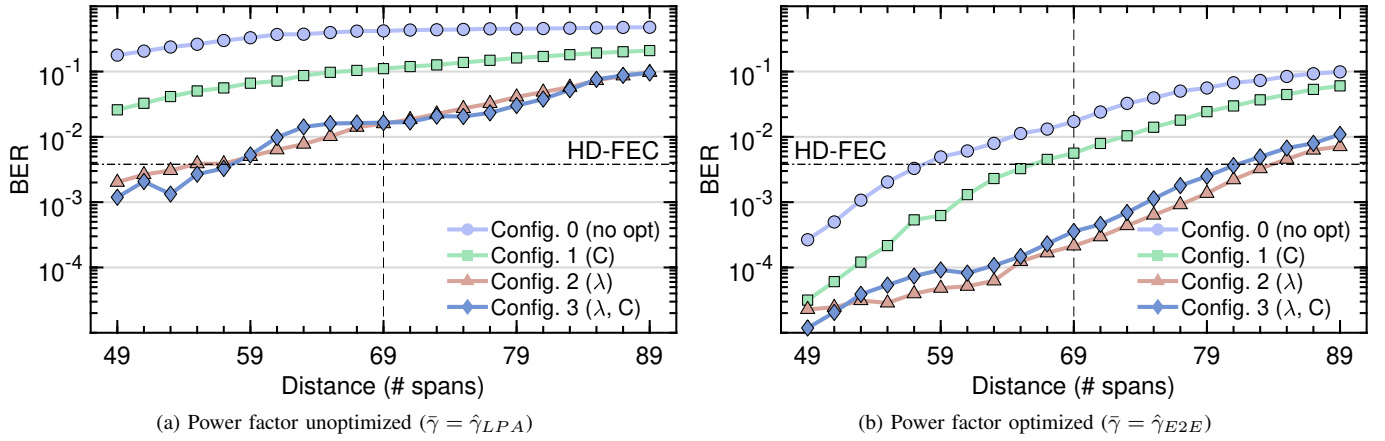 10⁰
10⁻¹
10⁻²
10⁻³
10⁻⁴
BER
HD-FEC
Config. 0 (no opt)
Config. 1 (C)
Config. 2 (λ)
Config. 3 (λ, C)
49 59 69 79 89
Distance (# spans)
(a) Power factor unoptimized (γ̄ = γ̂_LPA)
10⁰
10⁻¹
10⁻²
10⁻³
10⁻⁴
BER
HD-FEC
Config. 0 (no opt)
Config. 1 (C)
Config. 2 (λ)
Config. 3 (λ, C)
49 59 69 79 89
Distance (# spans)
(b) Power factor optimized (γ̄ = γ̂_E2E)